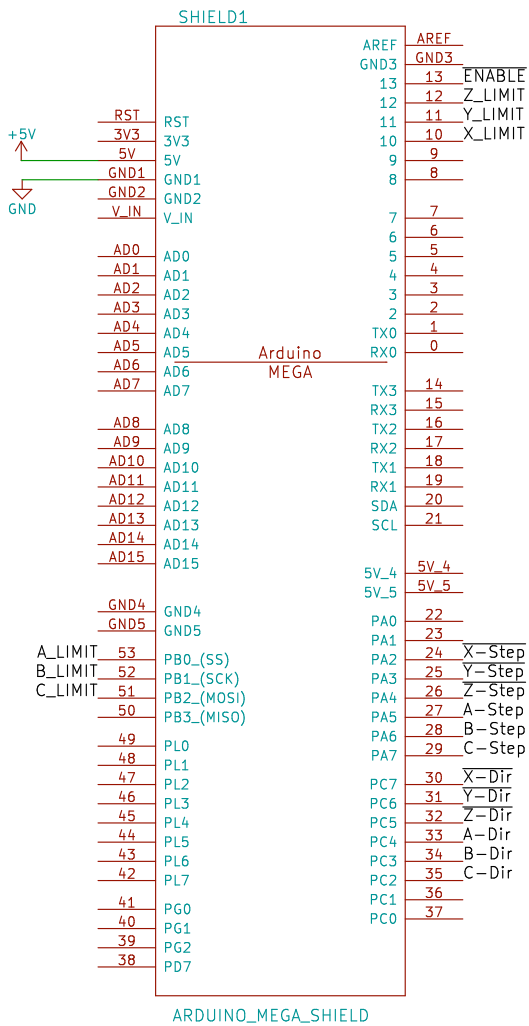 SHIELD1
AREF AREF
GND3 GND3
13 13 ENABLE
12 12 Z_LIMIT
RST RST 11 11 Y_LIMIT
+5V 3V3 3V3 10 10 X_LIMIT
5V 5V 9 9
GND1 GND1 8 8
GND GND2 GND2
V_IN V_IN 7 7
6 6
AD0 AD0 5 5
AD1 AD1 4 4
AD2 AD2 3 3
AD3 AD3 2 2
AD4 AD4 TX0 1
AD5 AD5 RX0 0
Arduino
AD6 AD6 MEGA
AD7 AD7 TX3 14
RX3 15
AD8 AD8 TX2 16
AD9 AD9 RX2 17
AD10 AD10 TX1 18
AD11 AD11 RX1 19
AD12 AD12 SDA 20
AD13 AD13 SCL 21
AD14 AD14
AD15 AD15 5V_4 5V_4
5V_5 5V_5
GND4 GND4 PA0 22
GND5 GND5 PA1 23
A_LIMIT 53 PB0_(SS) PA2 24 X-Step
B_LIMIT 52 PB1_(SCK) PA3 25 Y-Step
C_LIMIT 51 PB2_(MOSI) PA4 26 Z-Step
50 PB3_(MISO) PA5 27 A-Step
49 PL0 PA6 28 B-Step
48 PL1 PA7 29 C-Step
47 PL2 PC7 30 X-Dir
46 PL3 PC6 31 Y-Dir
45 PL4 PC5 32 Z-Dir
44 PL5 PC4 33 A-Dir
43 PL6 PC3 34 B-Dir
42 PL7 PC2 35 C-Dir
PC1 36
41 PG0 PC0 37
40 PG1
39 PG2
38 PD7
ARDUINO_MEGA_SHIELD